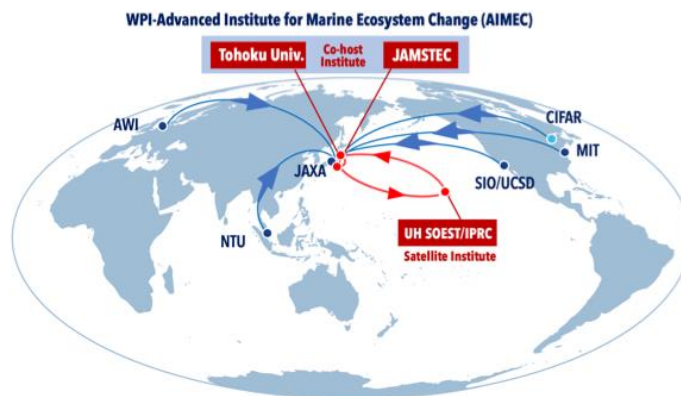 WPI-Advanced Institute for Marine Ecosystem Change (AIMEC)
Tohoku Univ.
Co-host
Institute
JAMSTEC
AWI
CIFAR
MIT
JAXA
SIO/UCSD
NTU
UH SOEST/IPRC
Satellite Institute